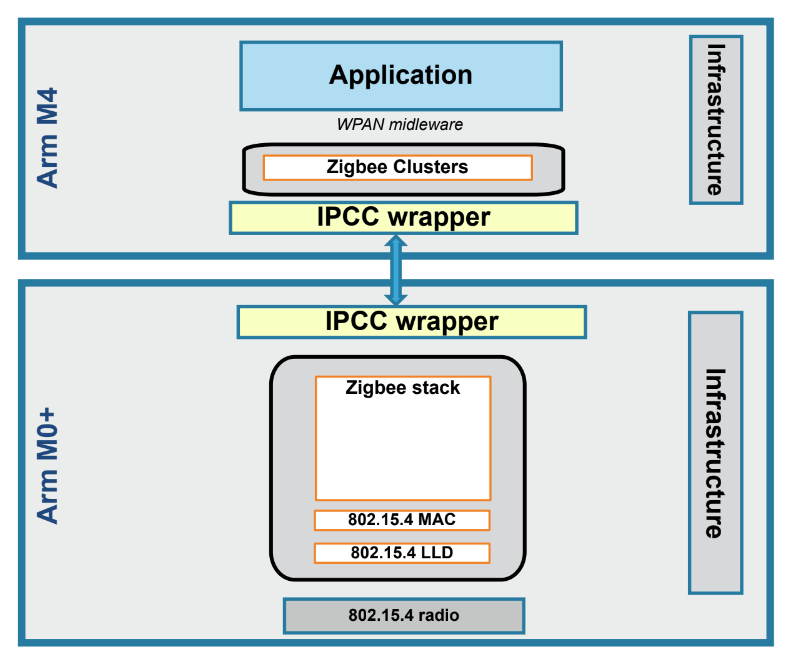 Arm M4
Application
Infrastructure
WPAN midleware
Zigbee Clusters
IPCC wrapper
Arm M0+
IPCC wrapper
Infrastructure
Zigbee stack
802.15.4 MAC
802.15.4 LLD
802.15.4 radio